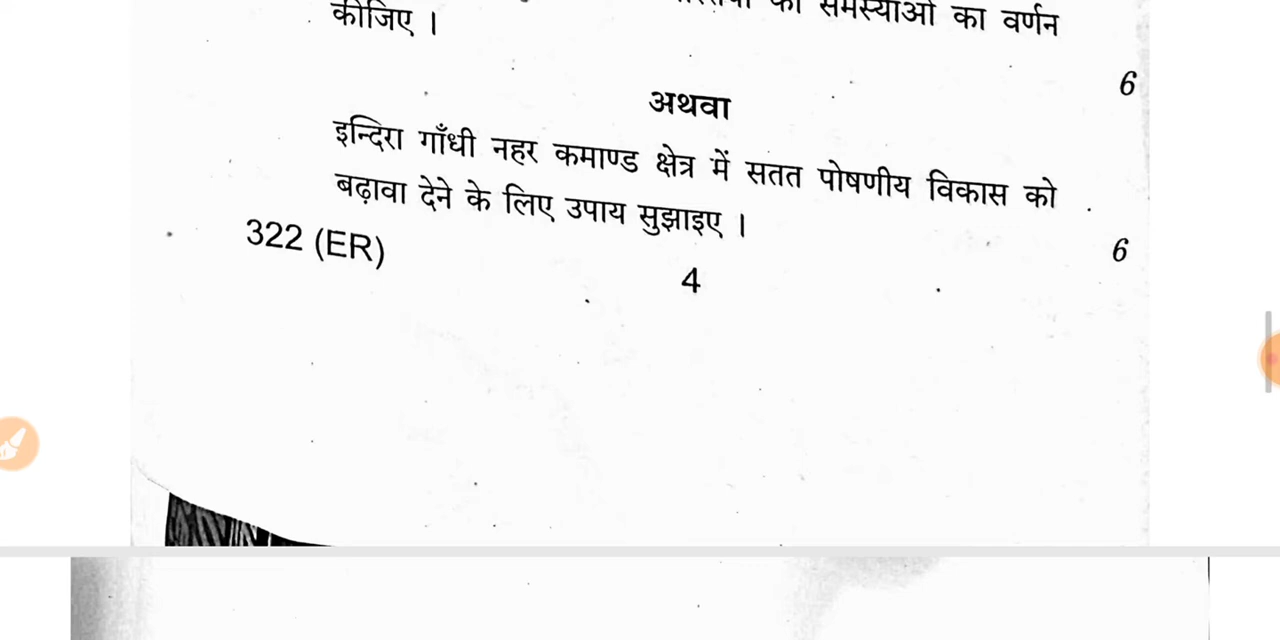 की समस्याओं का वर्णन
कीजिए ।
6
अथवा
इन्दिरा गाँधी नहर कमाण्ड क्षेत्र में सतत पोषणीय विकास को
बढ़ावा देने के लिए उपाय सुझाइए ।
6
322 (ER)
4